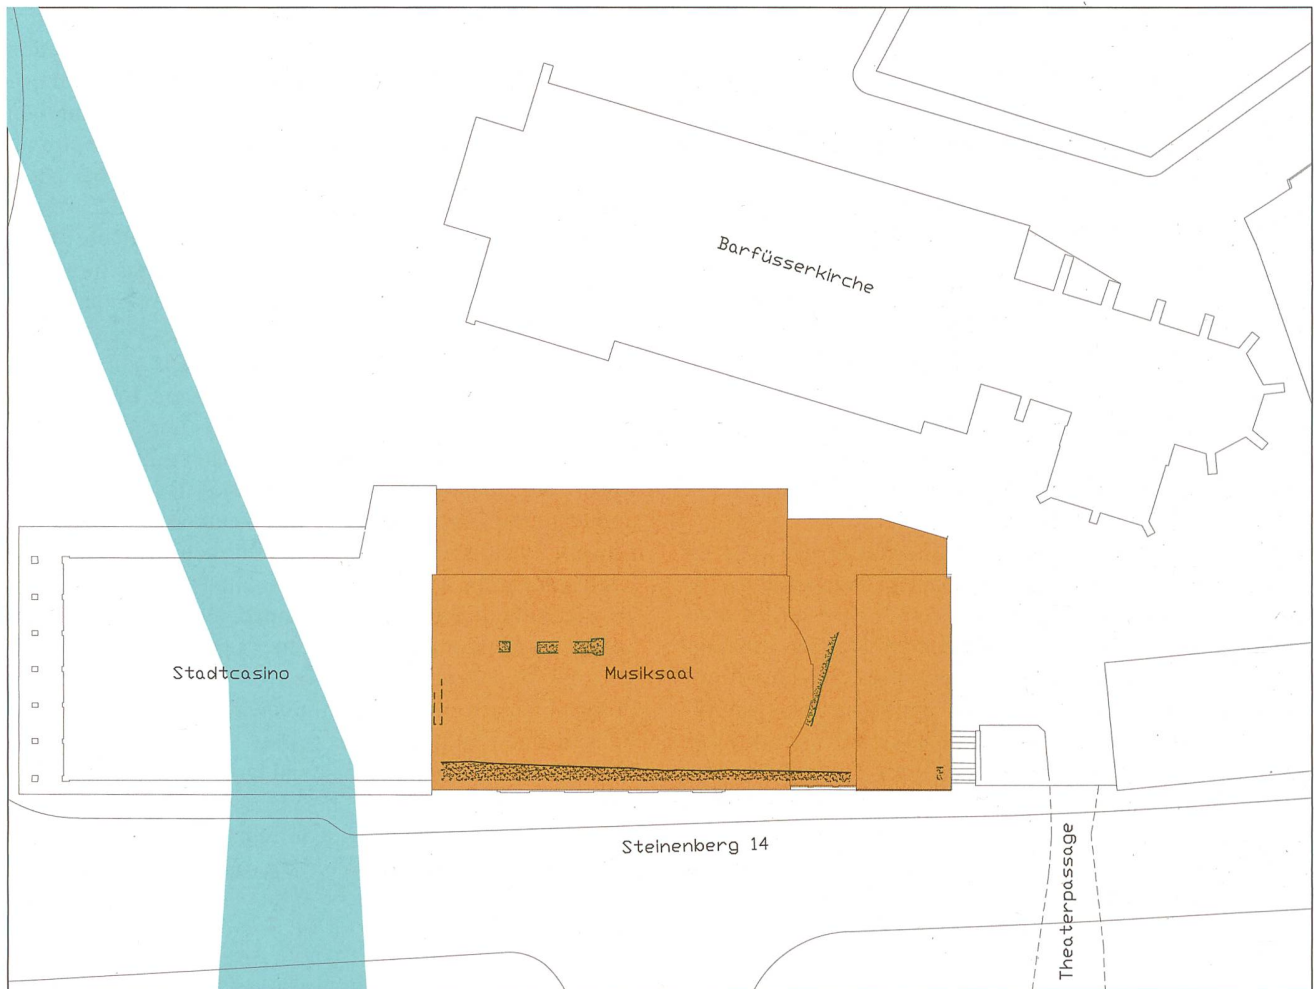 Barfüsserkirche
Stadtcasino
Musiksaal
Steinenberg 14
Theaterpassage